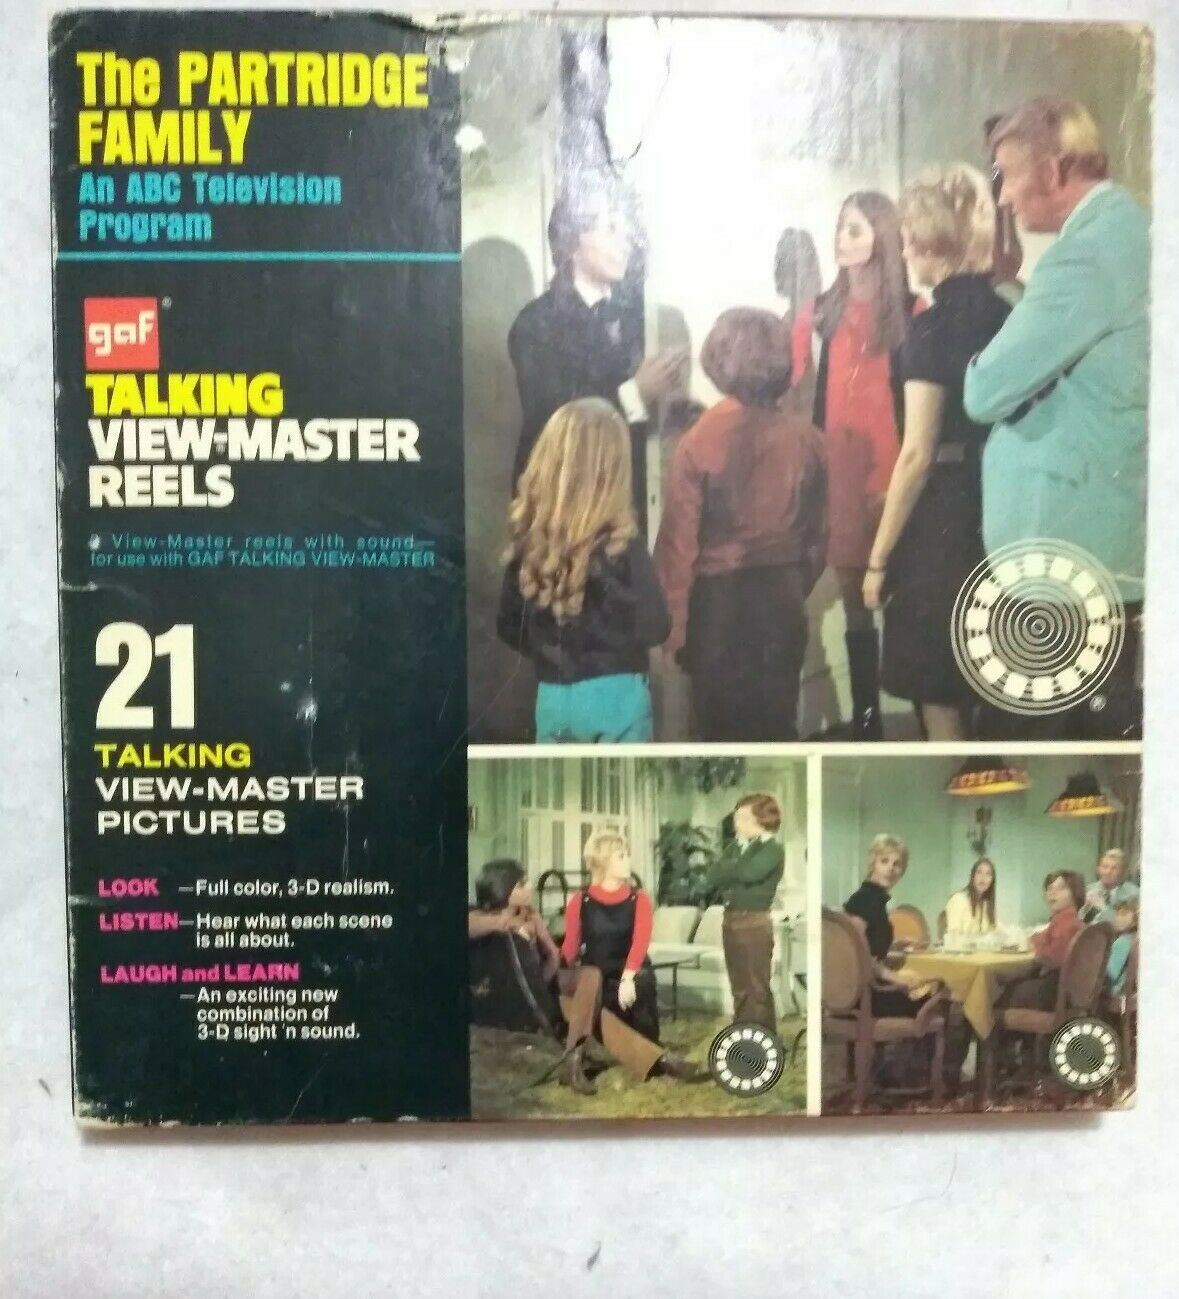 The PARTRIDGE
FAMILY
An ABC Television
Program
gaf®
TALKING
VIEW-MASTER
REELS
View-Master reels with sound—
for use with GAF TALKING VIEW-MASTER
21
TALKING
VIEW-MASTER
PICTURES
LOOK —Full color, 3-D realism.
LISTEN—Hear what each scene
is all about.
LAUGH and LEARN
—An exciting new
combination of
3-D sight 'n sound.
®